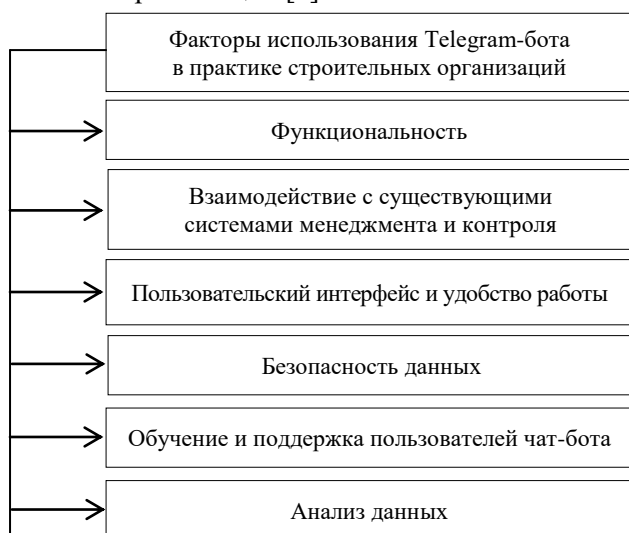 Факторы использования Telegram-бота
в практике строительных организаций
Функциональность
Взаимодействие с существующими
системами менеджмента и контроля
Пользовательский интерфейс и удобство работы
Безопасность данных
Обучение и поддержка пользователей чат-бота
Анализ данных